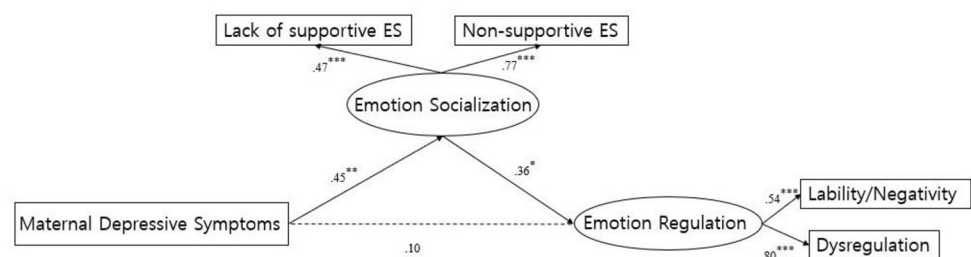 Lack of supportive ES
Non-supportive ES
.47***
.77***
Emotion Socialization
.45**
.36*
Maternal Depressive Symptoms
.10
Emotion Regulation
.54***
Lability/Negativity
.80***
Dysregulation